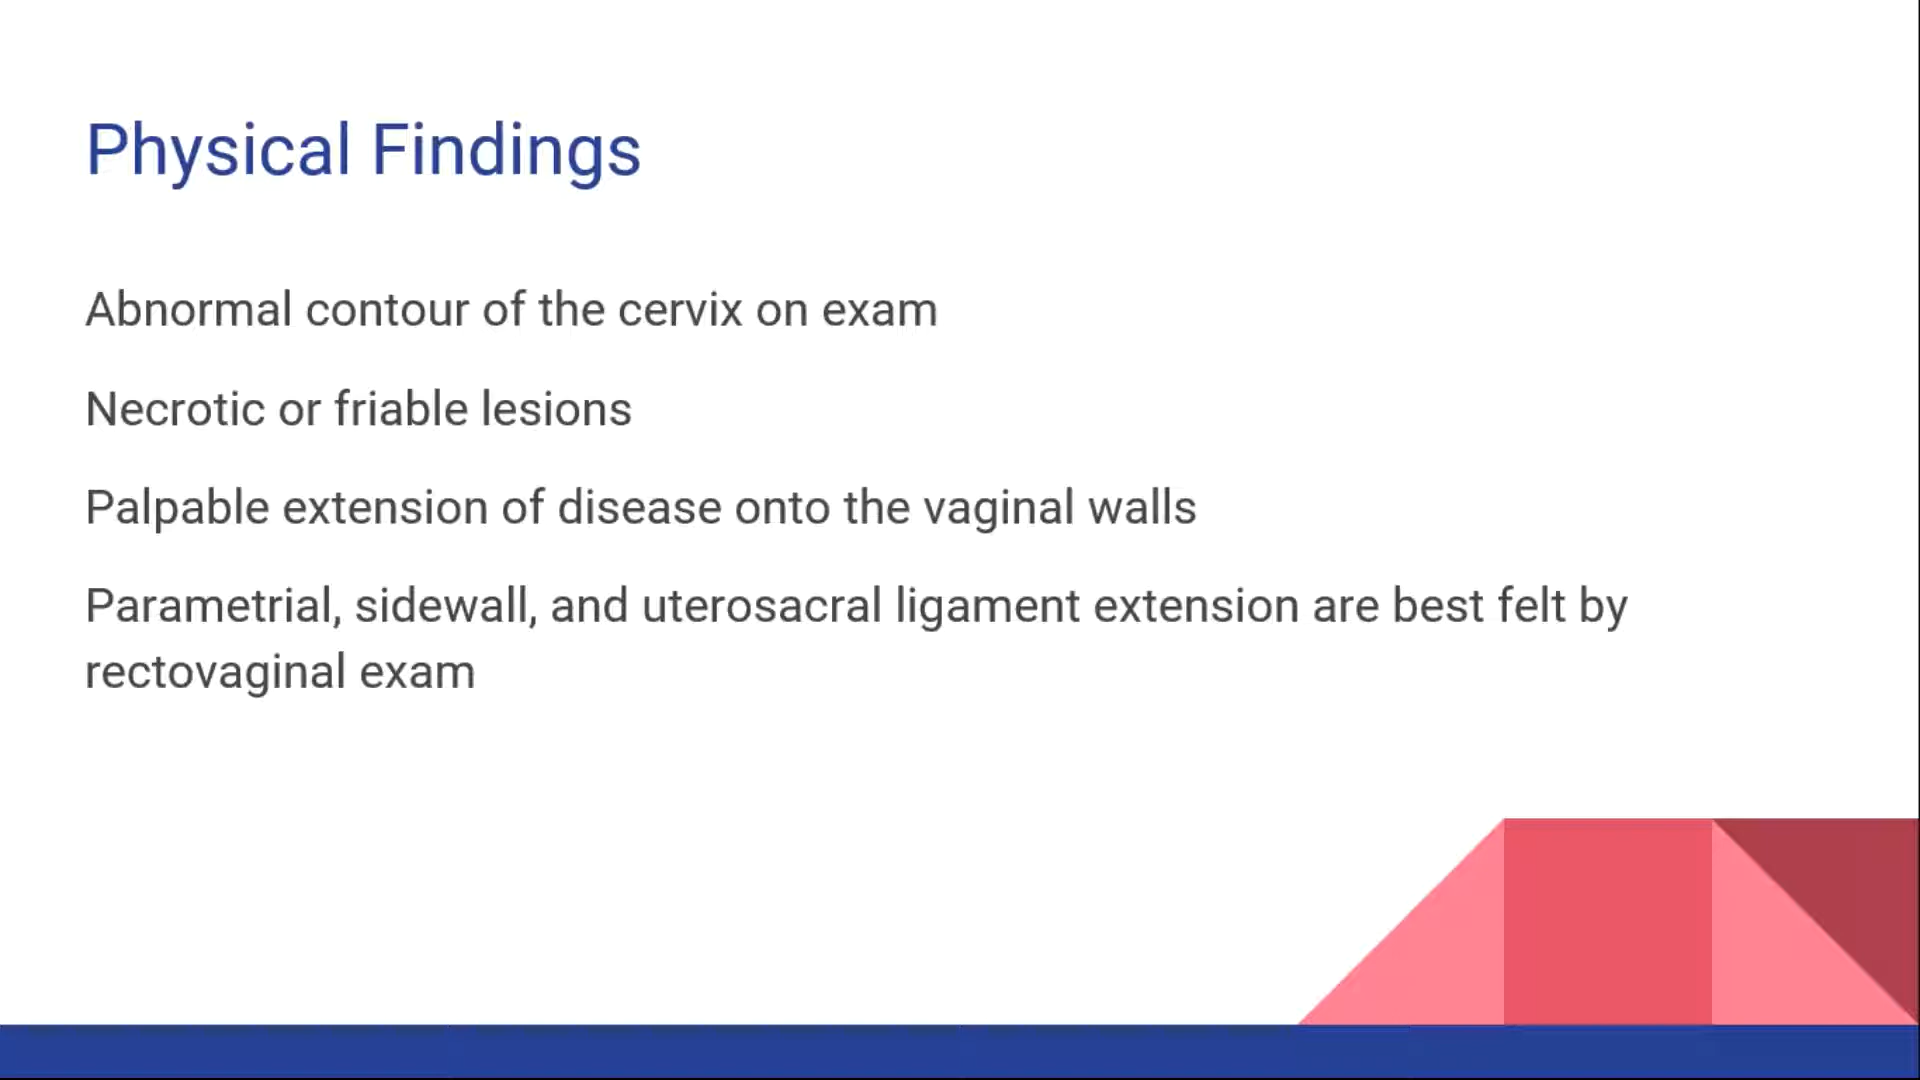 Physical Findings
Abnormal contour of the cervix on exam
Necrotic or friable lesions
Palpable extension of disease onto the vaginal walls
Parametrial, sidewall, and uterosacral ligament extension are best felt by
rectovaginal exam